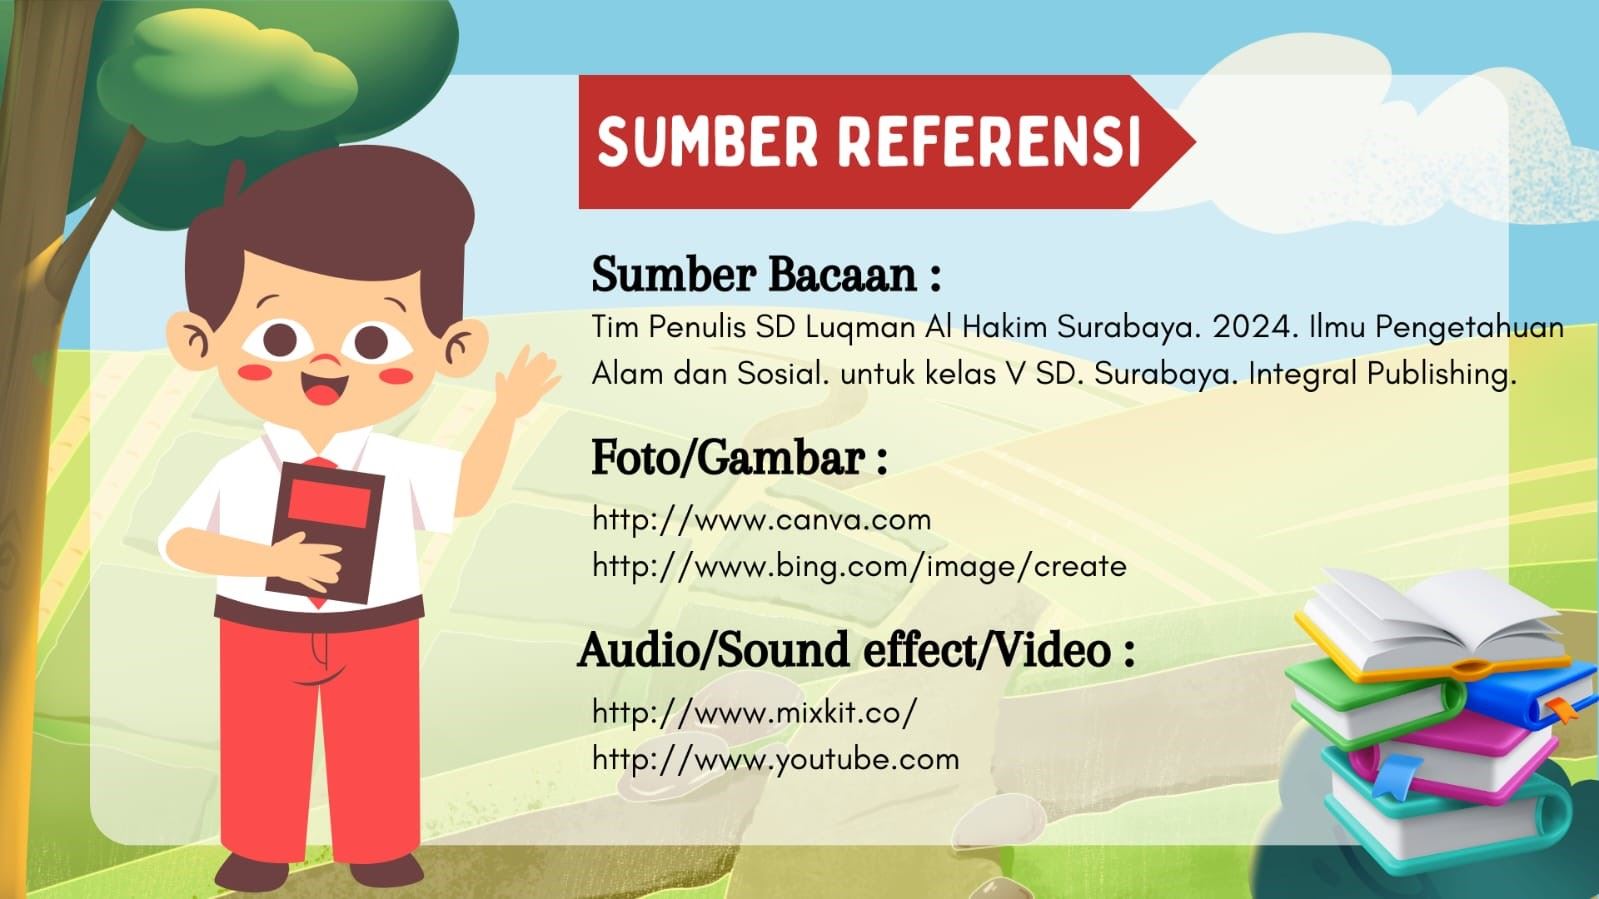 SUMBER REFERENSI
Sumber Bacaan :
Tim Penulis SD Luqman Al Hakim Surabaya. 2024. Ilmu Pengetahuan
Alam dan Sosial. untuk kelas V SD. Surabaya. Integral Publishing.
Foto/Gambar :
http://www.canva.com
http://www.bing.com/image/create
Audio/Sound effect/Video :
http://www.mixkit.co/
http://www.youtube.com